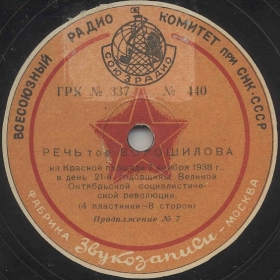 ВСЕСОЮЗНЫЙ РАДИО КОМИТЕТ ПРИ СНК·СССР
СОЮЗРАДИО
ГРК № 337 № 440
РЕЧЬ тов ВОРОШИЛОВА
на Красной площади 7 ноября 1938 г.
в день 21-й годовщины Великой
Октябрьской социалистиче-
ской революции.
(4 пластинки—8 сторон)
Продолжение № 7
ФАБРИКА Звукозаписи—МОСКВА